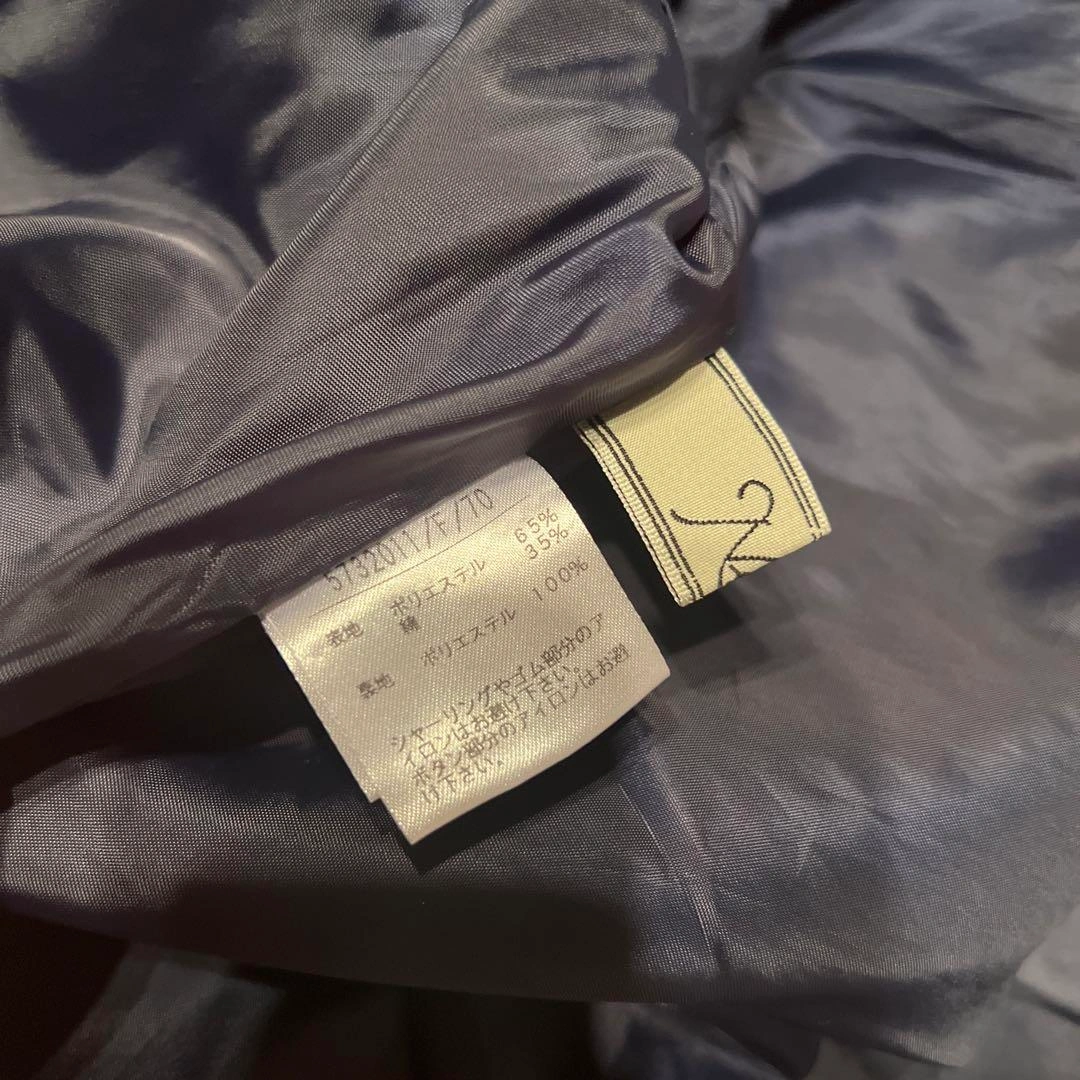 5732011/F/70
表地 ポリエステル 65%
綿 35%
裏地 ポリエステル 100%
シャーリングやゴム部分のア
イロンはお避け下さい。
ボタン部分のアイロンはお避
け下さい。